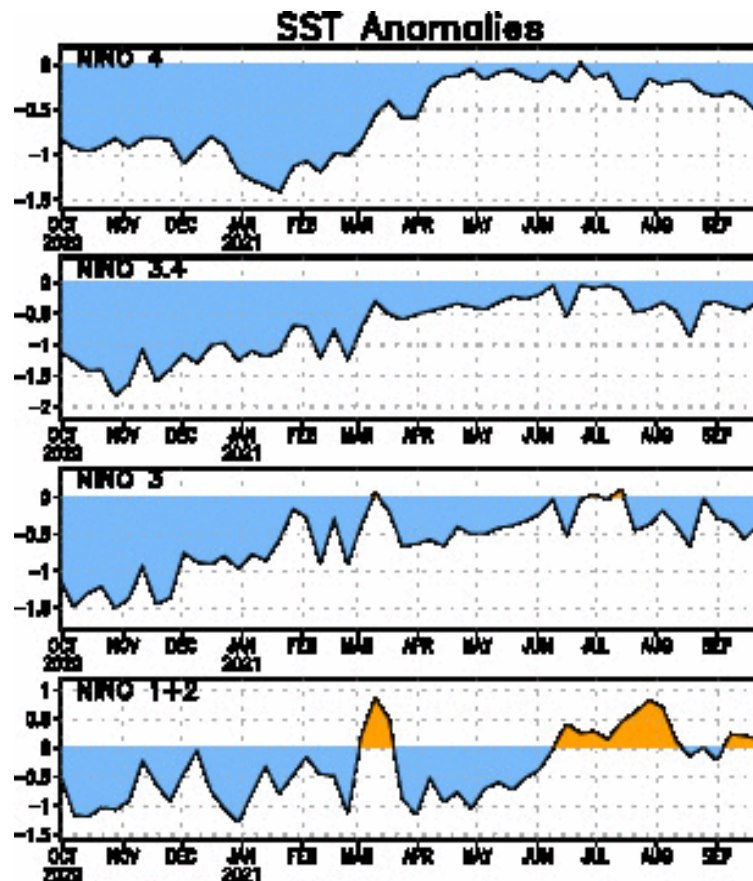 SST Anomalies
NINO 4
0
-0.5
-1
-1.5
OCT NOV DEC JAN FEB MAR APR MAY JUN JUL AUG SEP
2020 2021
NINO 3.4
0
-0.5
-1
-1.5
-2
OCT NOV DEC JAN FEB MAR APR MAY JUN JUL AUG SEP
2020 2021
NINO 3
0
-0.5
-1
-1.5
OCT NOV DEC JAN FEB MAR APR MAY JUN JUL AUG SEP
2020 2021
NINO 1+2
1
0.5
0
-0.5
-1
-1.5
OCT NOV DEC JAN FEB MAR APR MAY JUN JUL AUG SEP
2020 2021